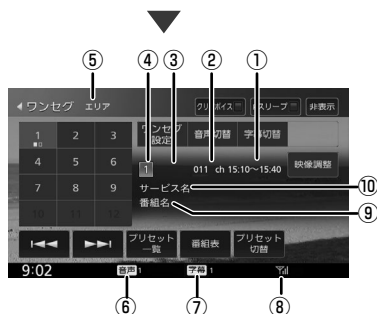 ⑤ ④ ③ ② ①
ワンセグ エリア
クリアボイス スリープ 非表示
1 2 3 ワンセグ設定 音声切替 字幕切替
4 5 6 1 011 ch 15:10～15:40 映像調整
7 8 9 サービス名 ⑩
10 11 12 番組名 ⑨
プリセット一覧 番組表 プリセット切替
9:02 音声 1 字幕 1
⑥ ⑦ ⑧